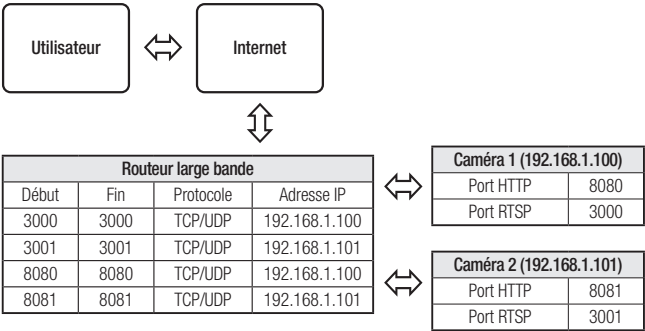 Utilisateur
Internet
Routeur large bande
Début Fin Protocole Adresse IP
3000 3000 TCP/UDP 192.168.1.100
3001 3001 TCP/UDP 192.168.1.101
8080 8080 TCP/UDP 192.168.1.100
8081 8081 TCP/UDP 192.168.1.101
Caméra 1 (192.168.1.100)
Port HTTP 8080
Port RTSP 3000
Caméra 2 (192.168.1.101)
Port HTTP 8081
Port RTSP 3001